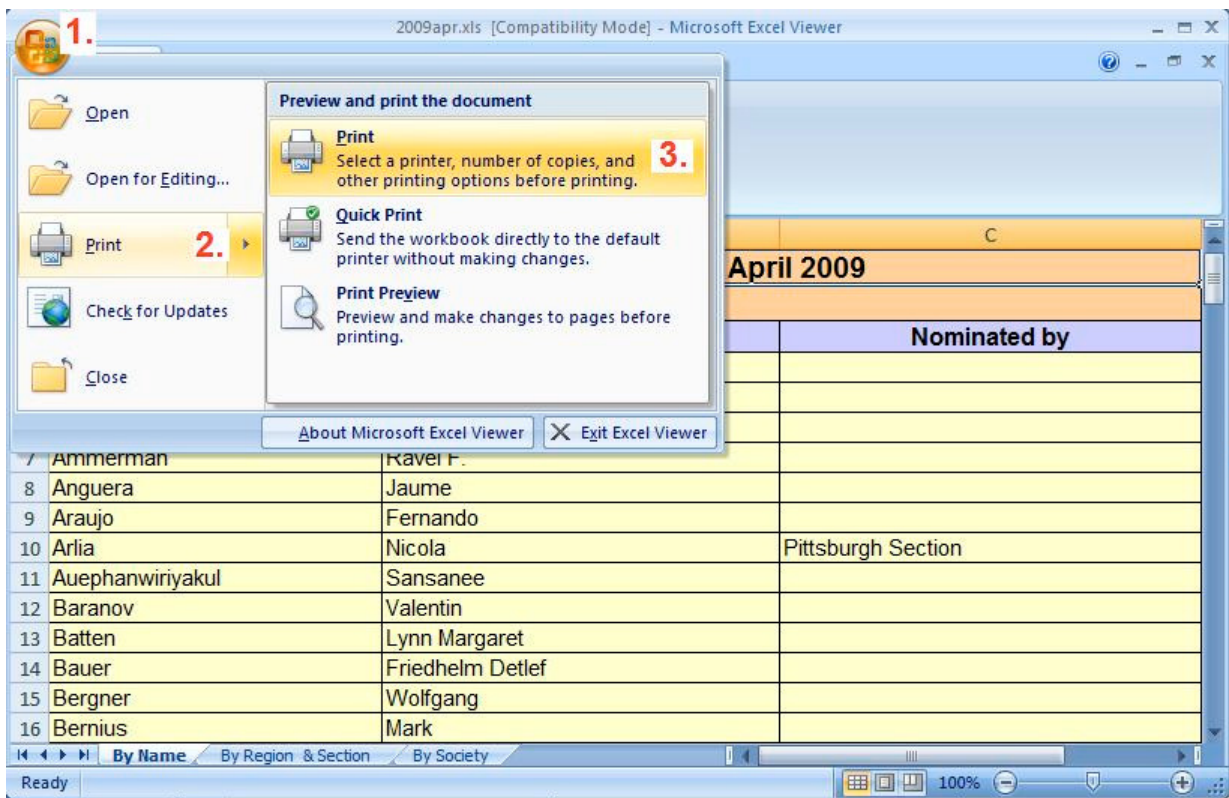 1.
2009apr.xls [Compatibility Mode] - Microsoft Excel Viewer
Open
Open for Editing...
Print
2.
Check for Updates
Close
Preview and print the document
Print
Select a printer, number of copies, and
other printing options before printing.
3.
Quick Print
Send the workbook directly to the default
printer without making changes.
Print Preview
Preview and make changes to pages before
printing.
About Microsoft Excel Viewer
Exit Excel Viewer
C
April 2009
Nominated by
7 Ammerman Ravel F.
8 Anguera Jaume
9 Araujo Fernando
10 Arlia Nicola Pittsburgh Section
11 Auephanwiriyakul Sansanee
12 Baranov Valentin
13 Batten Lynn Margaret
14 Bauer Friedhelm Detlef
15 Bergner Wolfgang
16 Bernius Mark
By Name By Region & Section By Society
Ready 100%